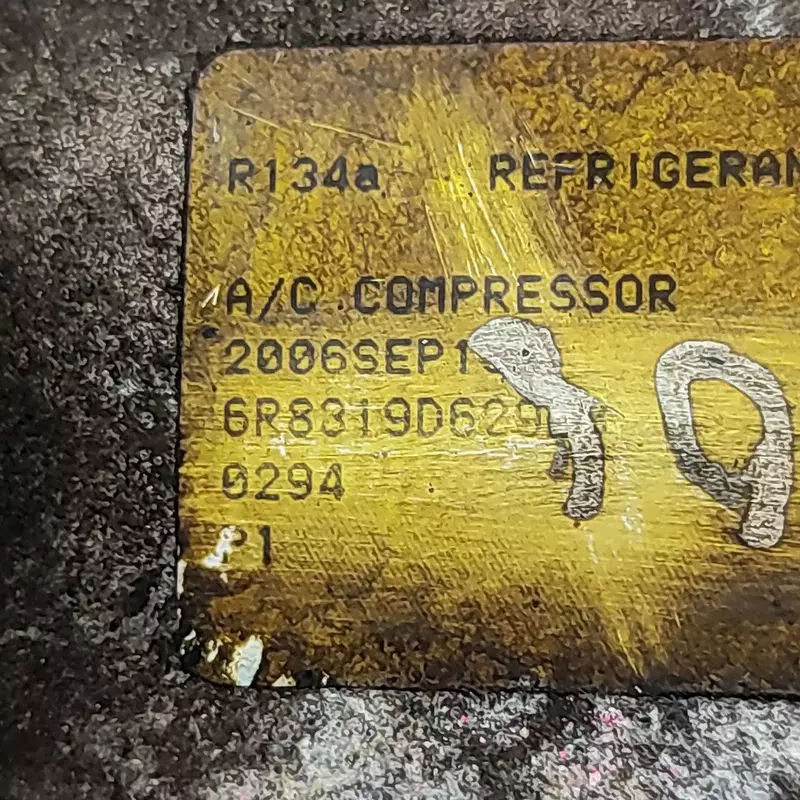 R134a REFRIGERAN
A/C COMPRESSOR
2006SEP1
6R8319D629
0294
P1